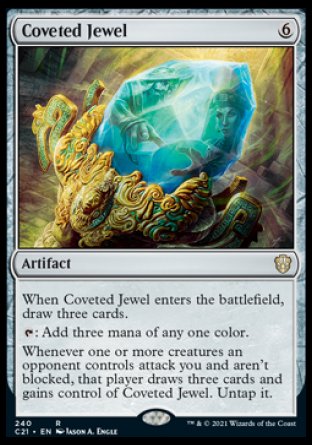 Coveted Jewel 6
Artifact
When Coveted Jewel enters the battlefield,
draw three cards.
: Add three mana of any one color.
Whenever one or more creatures an
opponent controls attack you and aren't
blocked, that player draws three cards and
gains control of Coveted Jewel. Untap it.
240 R
C21 • EN Jason A. Engle
™ & © 2021 Wizards of the Coast